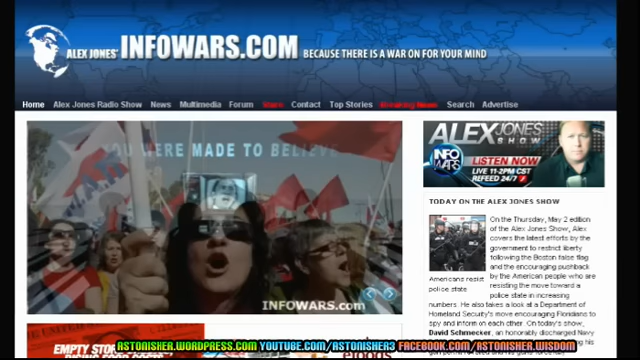 ALEX JONES' INFOWARS.COM BECAUSE THERE IS A WAR ON FOR YOUR MIND
Home Alex Jones Radio Show News Multimedia Forum Store Contact Top Stories Breaking News Search Advertise
YOU WERE MADE TO BELIEVE
INFOWARS.com
ALEX JONES SHOW
INFO WARS
LISTEN NOW
LIVE 11-2PM CST
REFEED 24/7
TODAY ON THE ALEX JONES SHOW
Americans resist
police state
On the Thursday, May 2 edition
of the Alex Jones Show, Alex
covers the latest efforts by the
government to restrict liberty
following the Boston false flag
and the encouraging pushback
by the American people who are
resisting the move toward a
police state in increasing
numbers. He also takes a look at a Department of
Homeland Security's move encouraging Floridians to
spy and inform on each other. On today's show,
David Schmecker, an honorably discharged Navy
EMPTY STO
ASTONISHER.WORDPRESS.COM YOUTUBE.COM/ASTONISHER3 FACEBOOK.COM/ASTONISHER.WISDOM